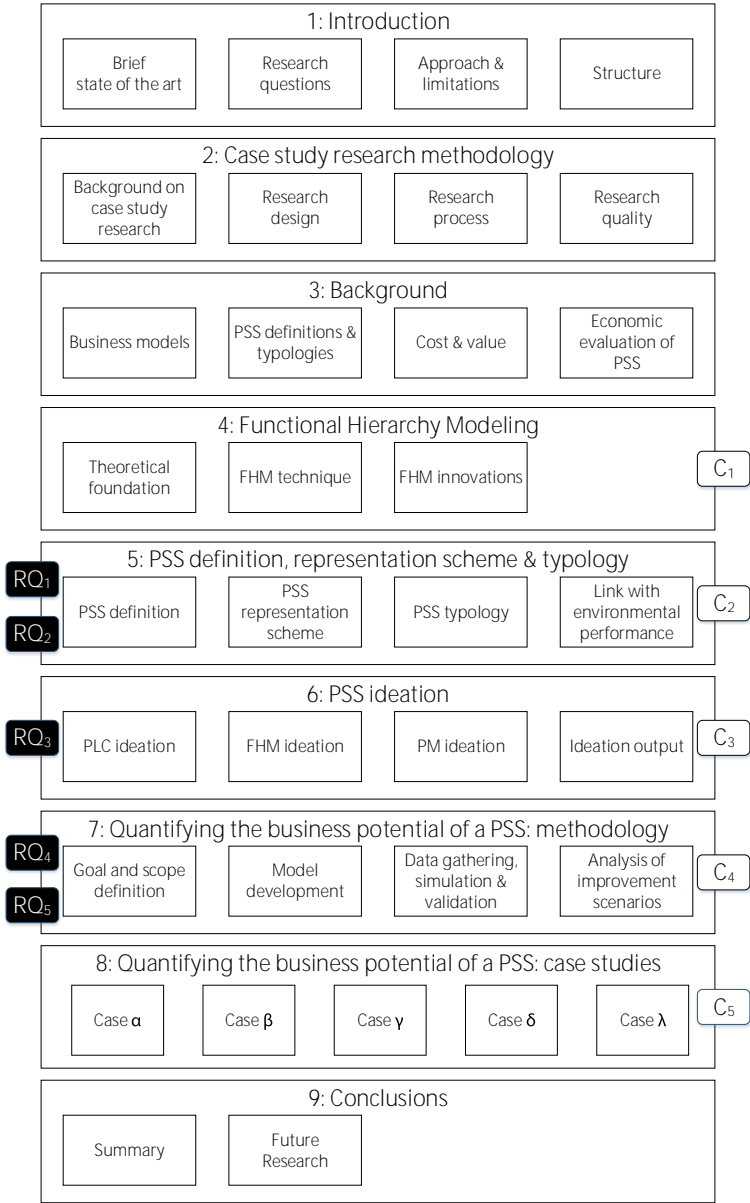 1: Introduction
Brief
state of the art
Research
questions
Approach &
limitations
Structure
2: Case study research methodology
Background on
case study
research
Research
design
Research
process
Research
quality
3: Background
Business models
PSS definitions &
typologies
Cost & value
Economic
evaluation of
PSS
4: Functional Hierarchy Modeling
Theoretical
foundation
FHM technique
FHM innovations
C₁
5: PSS definition, representation scheme & typology
RQ₁
RQ₂
PSS definition
PSS
representation
scheme
PSS typology
Link with
environmental
performance
C₂
6: PSS ideation
RQ₃
PLC ideation
FHM ideation
PM ideation
Ideation output
C₃
7: Quantifying the business potential of a PSS: methodology
RQ₄
RQ₅
Goal and scope
definition
Model
development
Data gathering,
simulation &
validation
Analysis of
improvement
scenarios
C₄
8: Quantifying the business potential of a PSS: case studies
Case α
Case β
Case γ
Case δ
Case λ
C₅
9: Conclusions
Summary
Future
Research